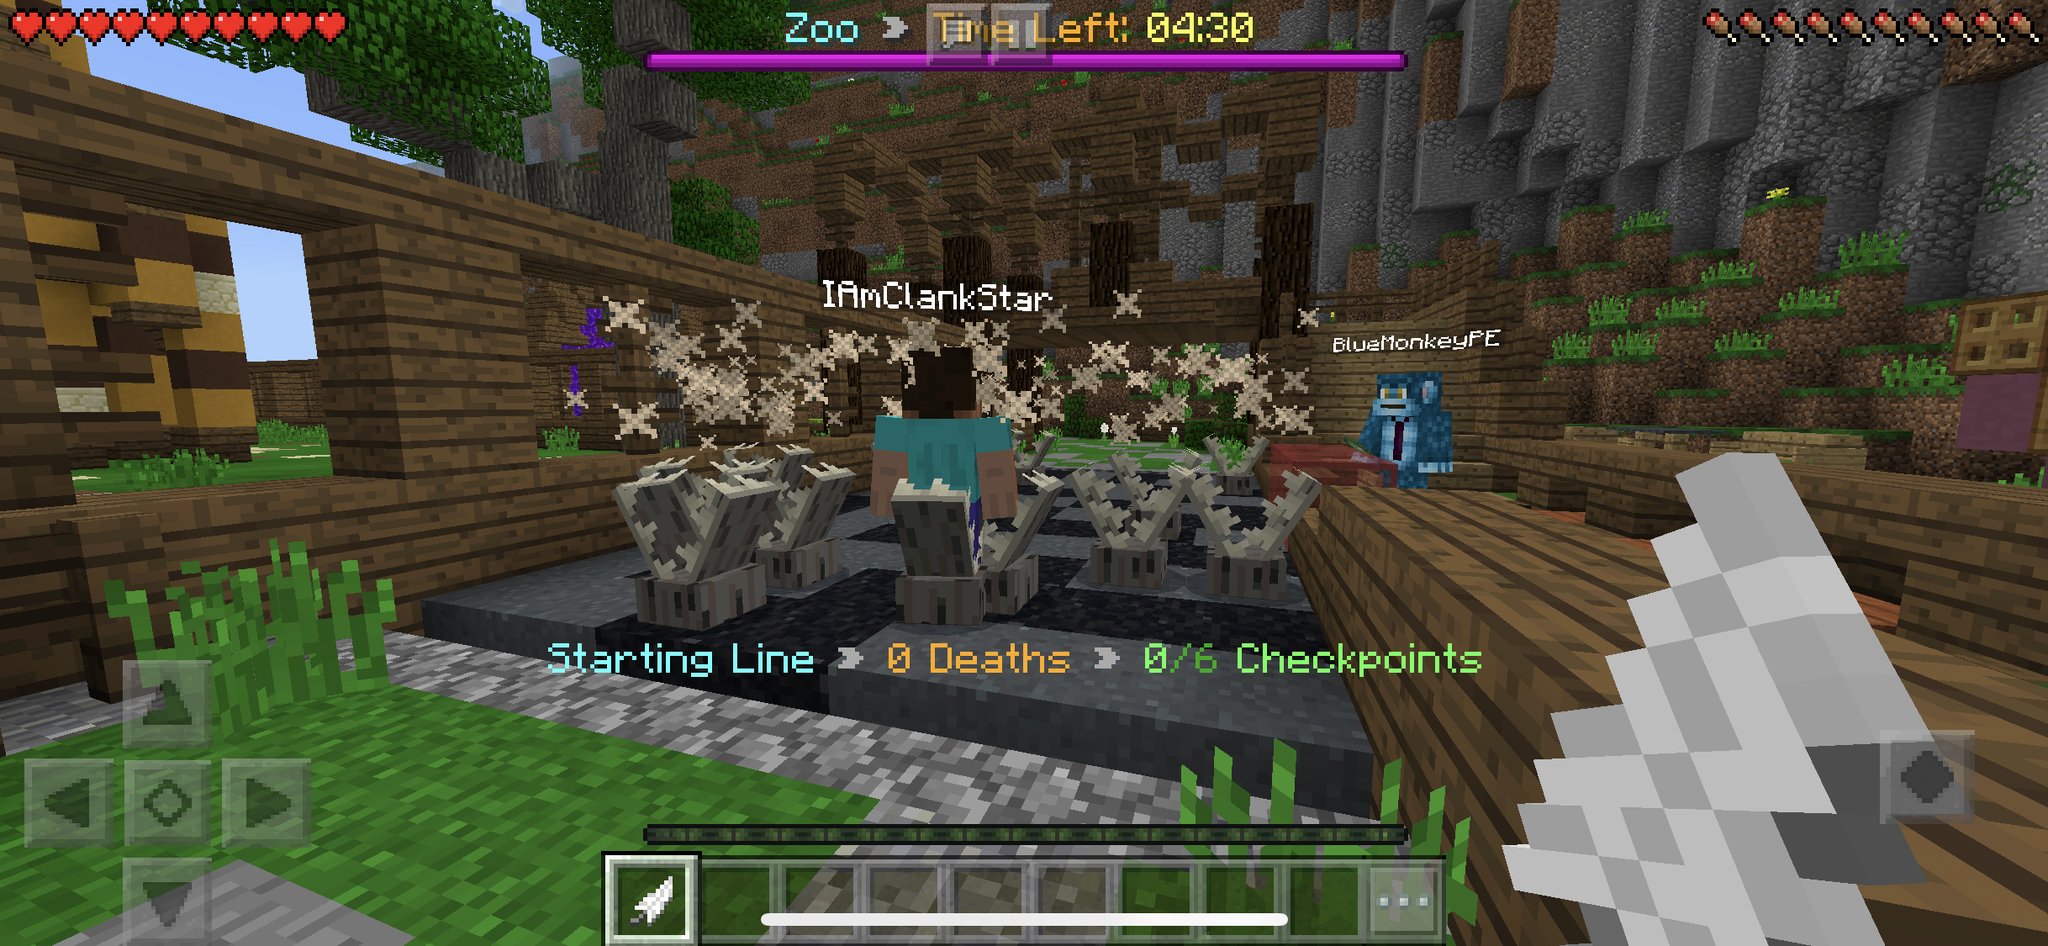 Zoo > Time Left: 04:30
IAmClankStar
BlueMonkeyPE
Starting Line > 0 Deaths > 0/6 Checkpoints